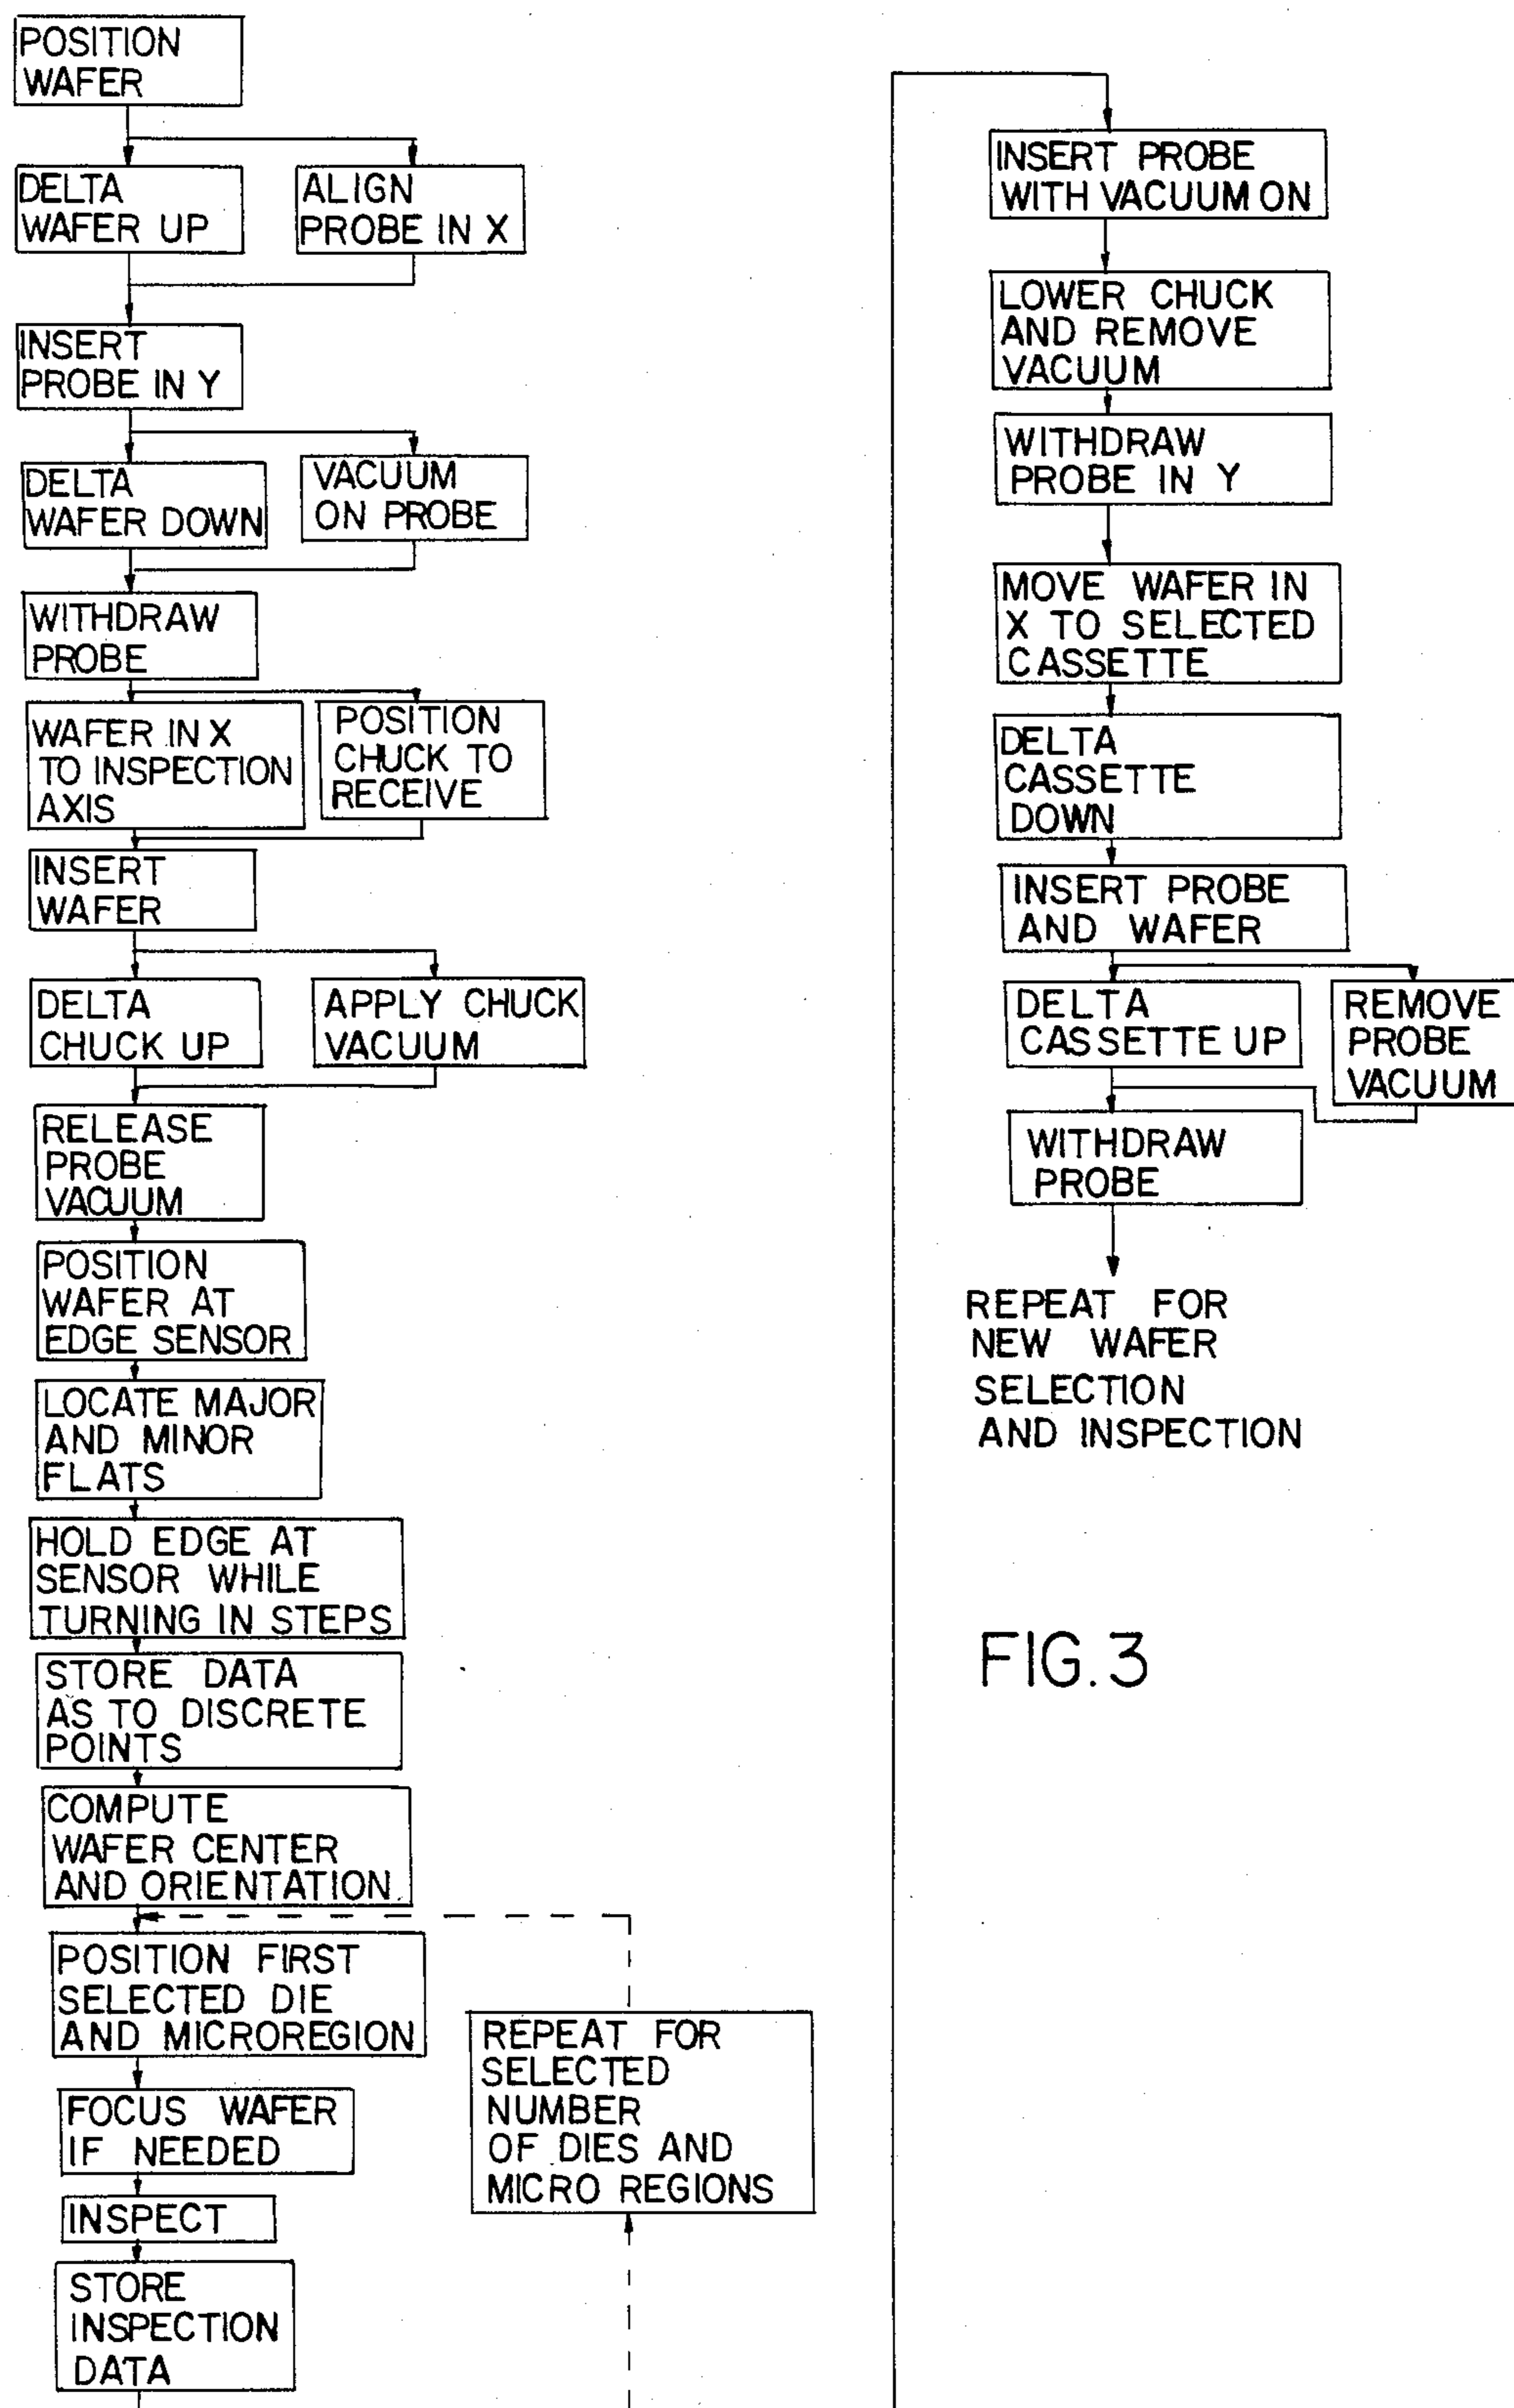 POSITION
WAFER
DELTA
WAFER UP
ALIGN
PROBE IN X
INSERT
PROBE IN Y
DELTA
WAFER DOWN
VACUUM
ON PROBE
WITHDRAW
PROBE
WAFER IN X
TO INSPECTION
AXIS
POSITION
CHUCK TO
RECEIVE
INSERT
WAFER
DELTA
CHUCK UP
APPLY CHUCK
VACUUM
RELEASE
PROBE
VACUUM
POSITION
WAFER AT
EDGE SENSOR
LOCATE MAJOR
AND MINOR
FLATS
HOLD EDGE AT
SENSOR WHILE
TURNING IN STEPS
STORE DATA
AS TO DISCRETE
POINTS
COMPUTE
WAFER CENTER
AND ORIENTATION
POSITION FIRST
SELECTED DIE
AND MICROREGION
FOCUS WAFER
IF NEEDED
INSPECT
STORE
INSPECTION
DATA
REPEAT FOR
SELECTED
NUMBER
OF DIES AND
MICRO REGIONS
INSERT PROBE
WITH VACUUM ON
LOWER CHUCK
AND REMOVE
VACUUM
WITHDRAW
PROBE IN Y
MOVE WAFER IN
X TO SELECTED
CASSETTE
DELTA
CASSETTE
DOWN
INSERT PROBE
AND WAFER
DELTA
CASSETTE UP
REMOVE
PROBE
VACUUM
WITHDRAW
PROBE
REPEAT FOR
NEW WAFER
SELECTION
AND INSPECTION
FIG. 3